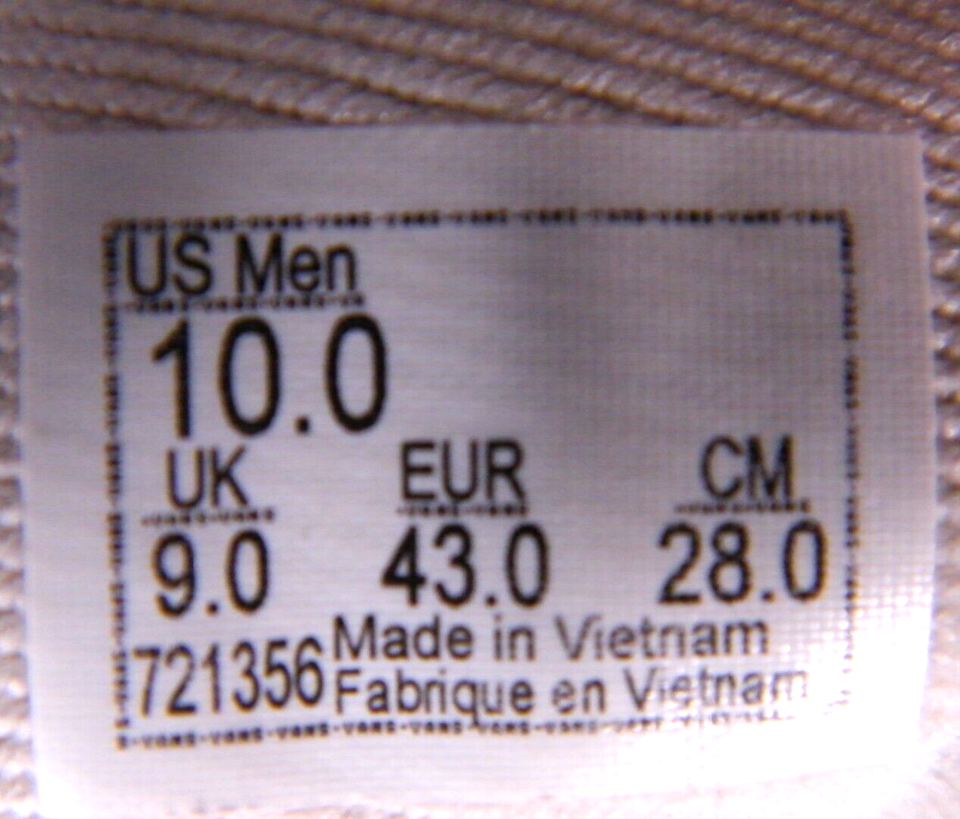 US Men
10.0
UK EUR CM
9.0 43.0 28.0
721356 Made in Vietnam
Fabrique en Vietnam